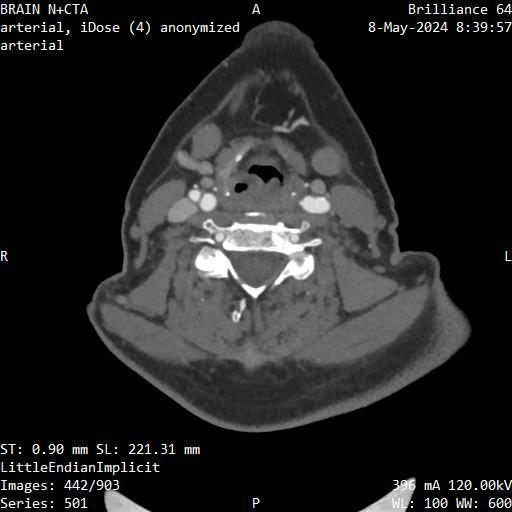 BRAIN N+CTA
A
Brilliance 64
arterial, iDose (4) anonymized
8-May-2024 8:39:57
arterial
R
L
ST: 0.90 mm SL: 221.31 mm
LittleEndianImplicit
Images: 442/903
396 mA 120.00kV
Series: 501
P
WL: 100 WW: 600